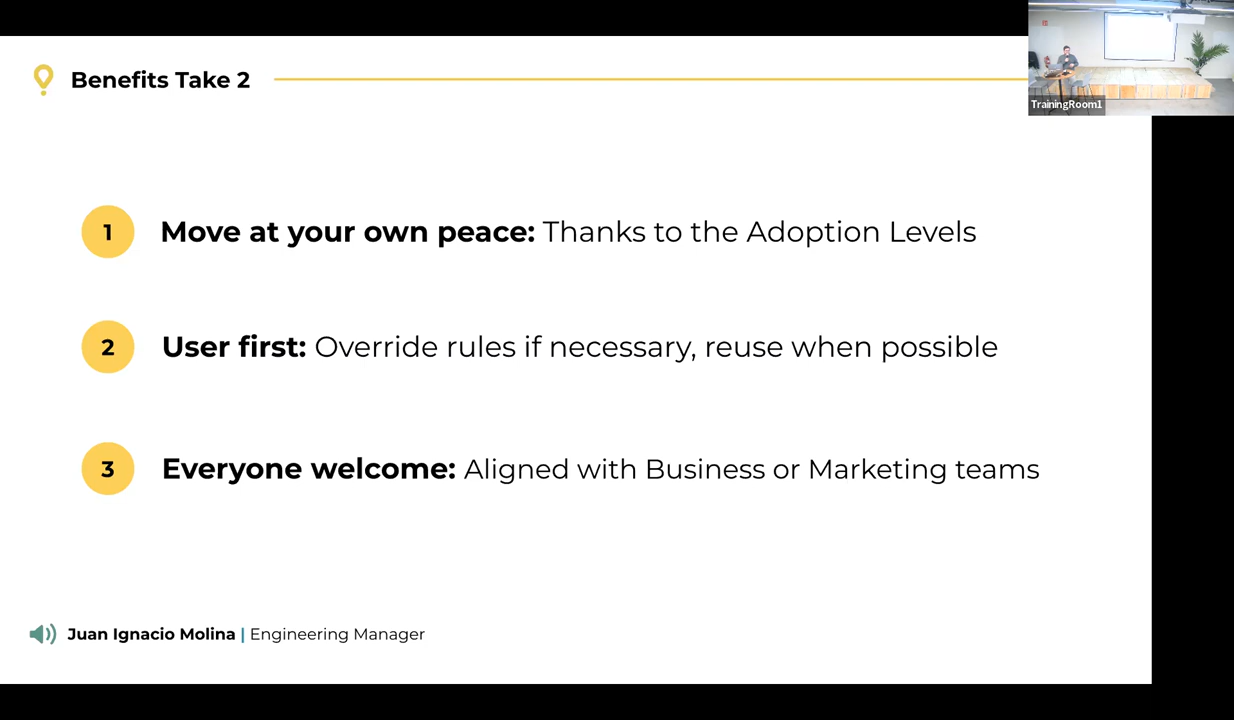 Benefits Take 2
TrainingRoom1
1 Move at your own peace: Thanks to the Adoption Levels
2 User first: Override rules if necessary, reuse when possible
3 Everyone welcome: Aligned with Business or Marketing teams
Juan Ignacio Molina | Engineering Manager